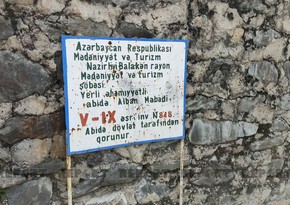 Azərbaycan Respublikası
Mədəniyyət və Turizm
Nazirliyi Balakən rayon
Mədəniyyət və turizm
şöbəsi
Yerli əhəmiyyətli
abidə. Alban Məbədi
V-IX əsr. inv №848.
Abidə dövlət tərəfindən
qorunur.